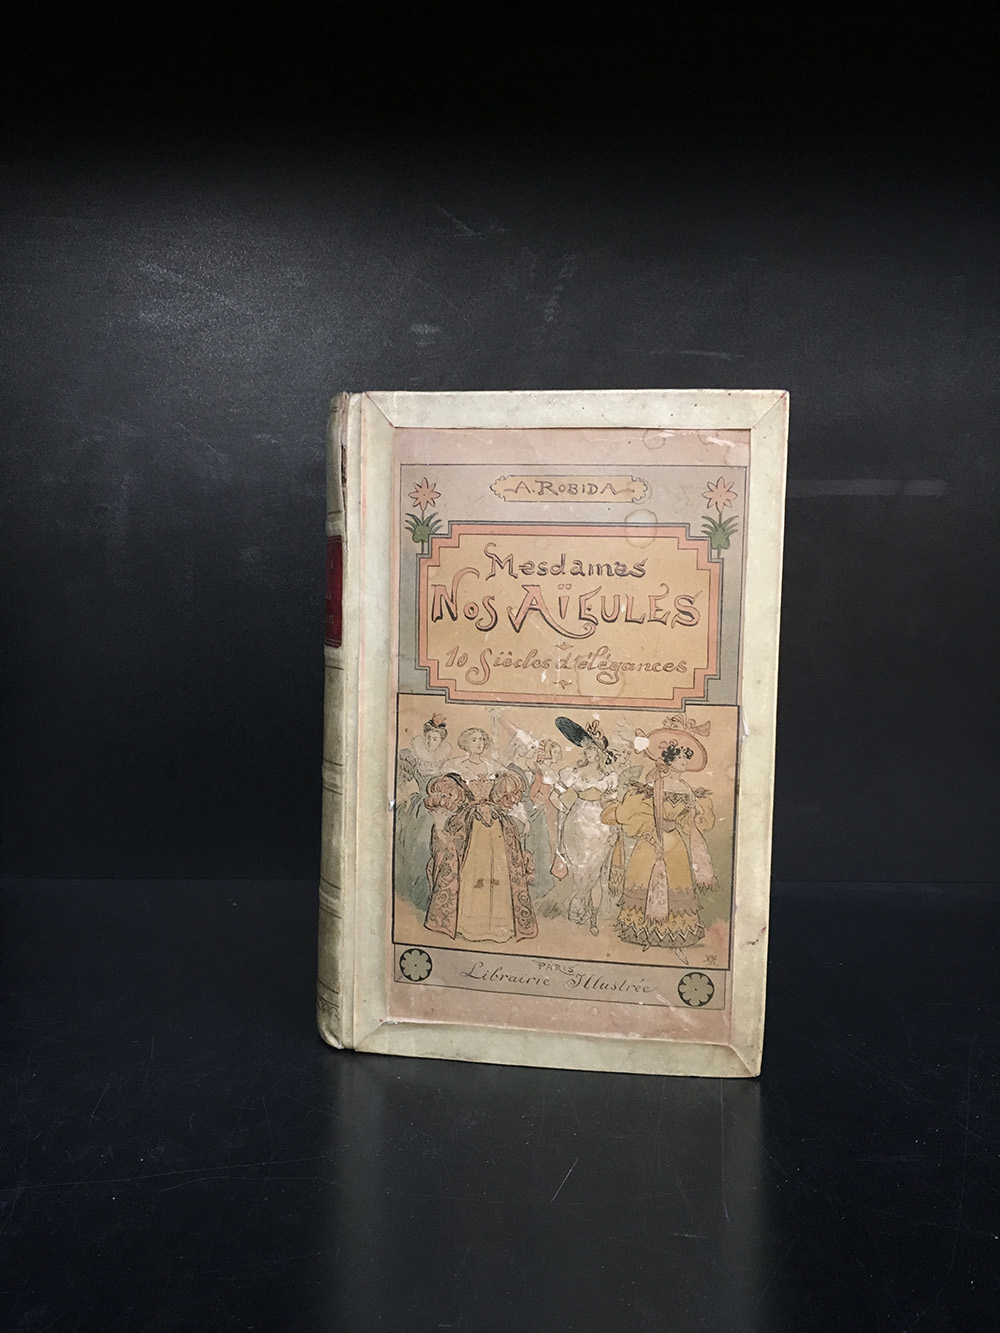 A. ROBIDA
Mesdames
NOS AÏEULES
10 Siècles d'élégances
PARIS
Librairie Illustrée